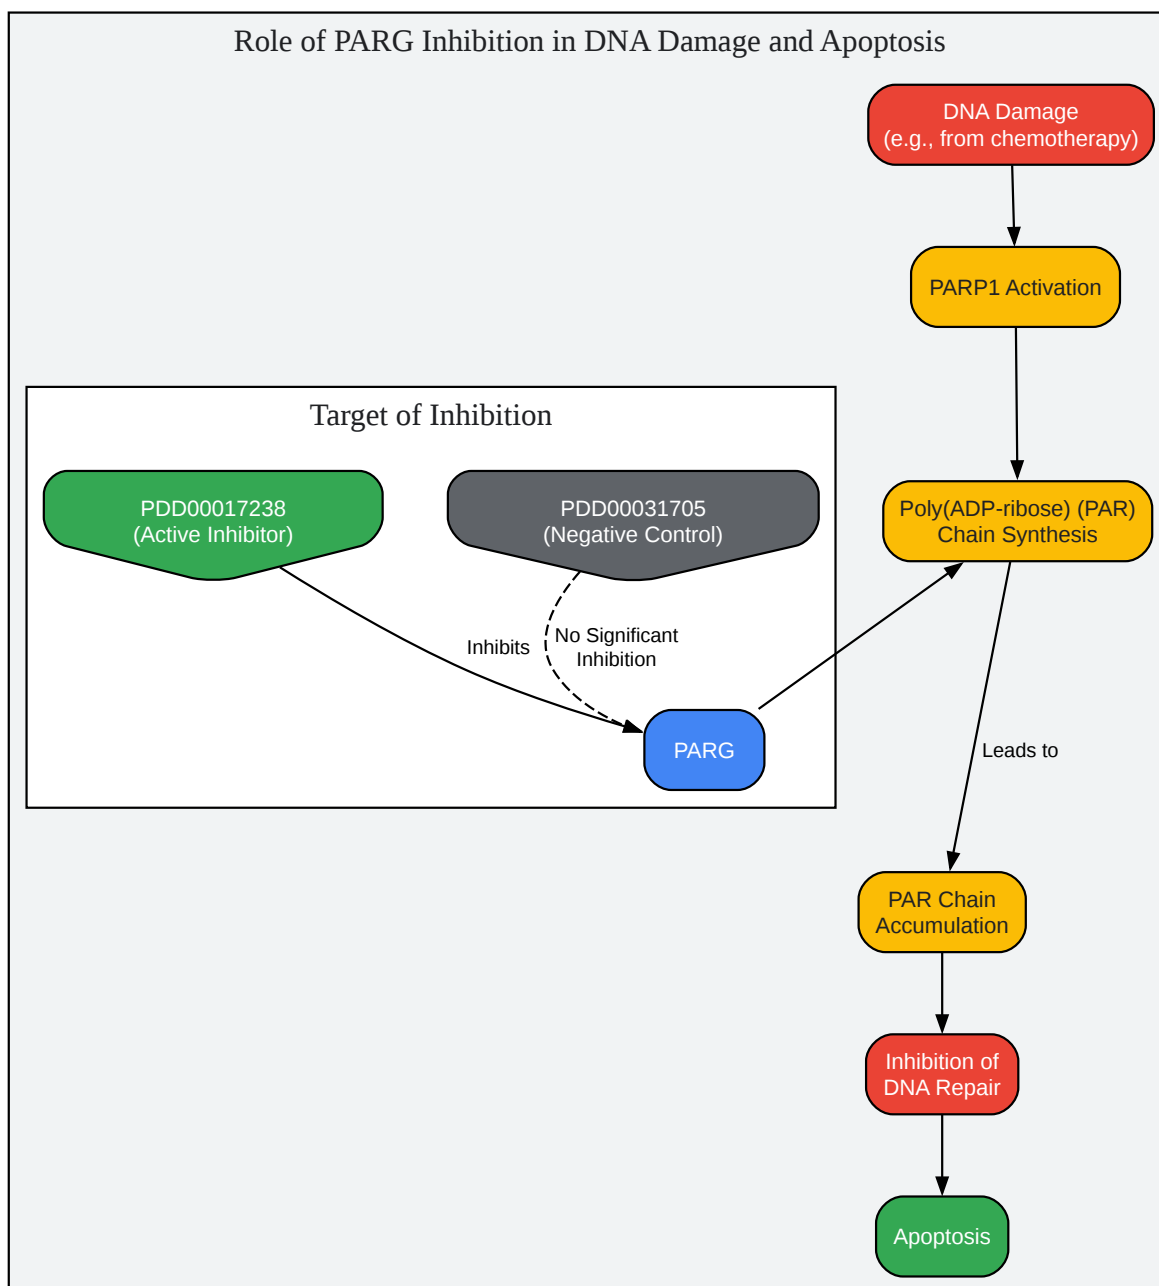 Role of PARG Inhibition in DNA Damage and Apoptosis
DNA Damage
(e.g., from chemotherapy)
PARP1 Activation
Target of Inhibition
PDD00017238
(Active Inhibitor)
PDD00031705
(Negative Control)
Poly(ADP-ribose) (PAR)
Chain Synthesis
Inhibits
No Significant
Inhibition
PARG
Leads to
PAR Chain
Accumulation
Inhibition of
DNA Repair
Apoptosis